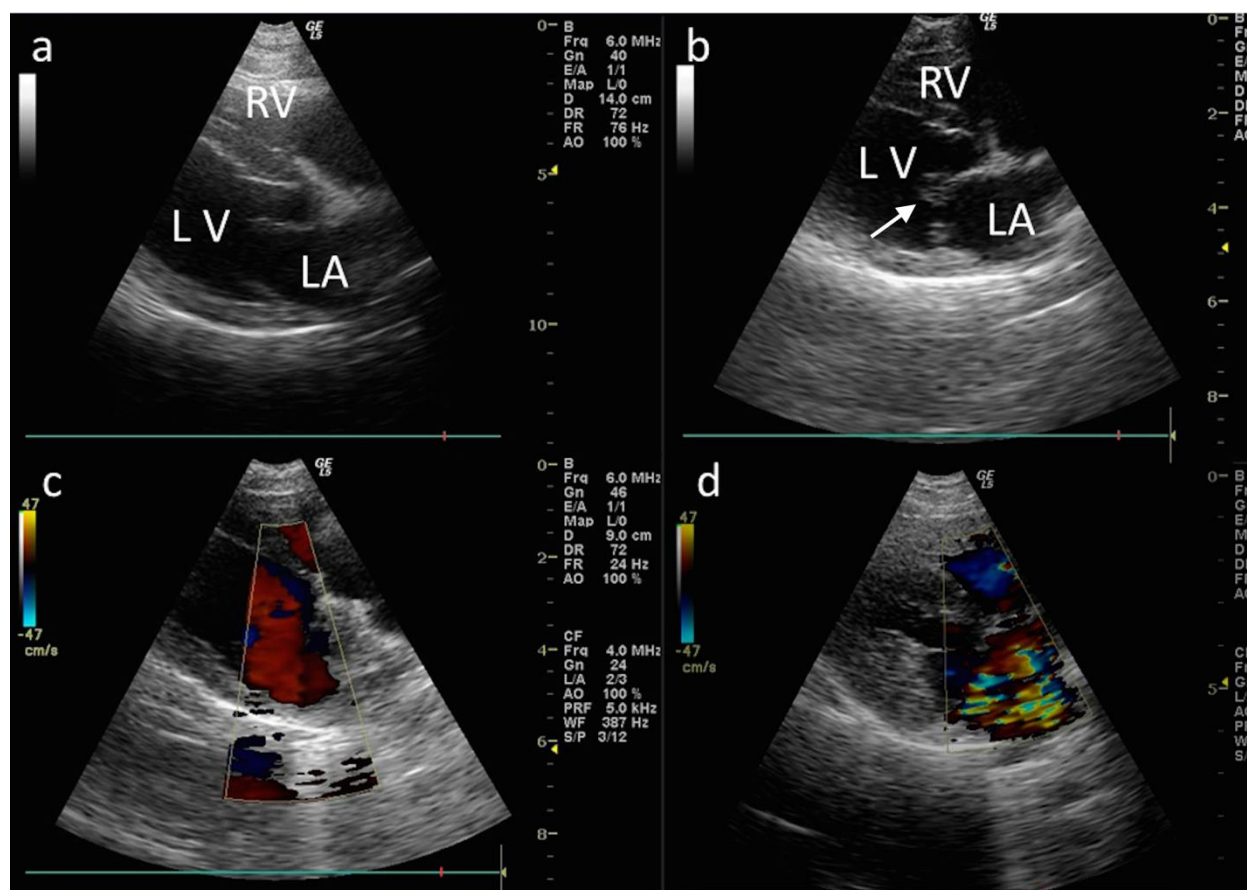 a
GE
LS
RV
L V
LA
0
5
10
B
Frq 6.0 MHz
Gn 40
E/A 1/1
Map L/0
D 14.0 cm
DR 72
FR 76 Hz
AO 100 %
b
GE
LS
RV
L V
LA
0
2
4
6
8
B
c
47
-47
cm/s
GE
LS
0
2
4
6
8
B
Frq 6.0 MHz
Gn 46
E/A 1/1
Map L/0
D 9.0 cm
DR 72
FR 24 Hz
AO 100 %
CF
Frq 4.0 MHz
Gn 24
L/A 2/3
AO 100 %
PRF 5.0 kHz
WF 387 Hz
S/P 3/12
d
47
-47
cm/s
GE
LS
0
5
B